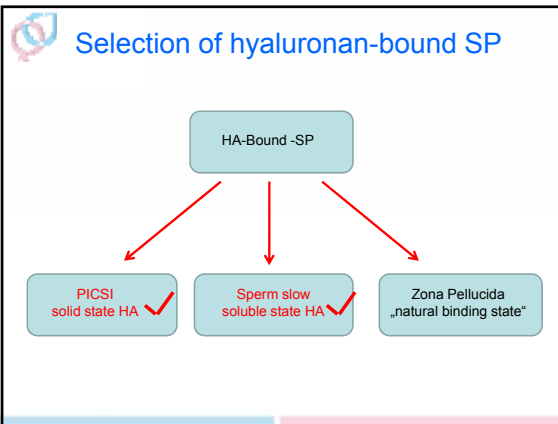 Selection of hyaluronan-bound SP
HA-Bound -SP
PICSI
solid state HA
Sperm slow
soluble state HA
Zona Pellucida
„natural binding state“